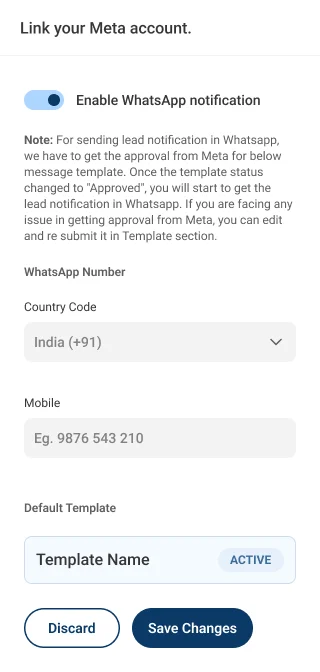 Link your Meta account.
Enable WhatsApp notification
Note: For sending lead notification in Whatsapp,
we have to get the approval from Meta for below
message template. Once the template status
changed to "Approved", you will start to get the
lead notification in Whatsapp. If you are facing any
issue in getting approval from Meta, you can edit
and re submit it in Template section.
WhatsApp Number
Country Code
India (+91)
Mobile
Eg. 9876 543 210
Default Template
Template Name ACTIVE
Discard Save Changes